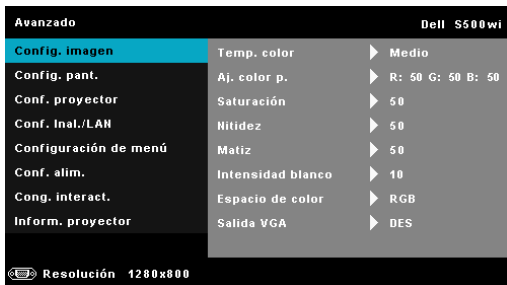 Avanzado Dell S500wi
Config. imagen Temp. color Medio
Config. pant. Aj. color p. R: 50 G: 50 B: 50
Conf. proyector Saturación 50
Conf. Inal./LAN Nitidez 50
Configuración de menú Matiz 50
Conf. alim. Intensidad blanco 10
Cong. interact. Espacio de color RGB
Inform. proyector Salida VGA DES
Resolución 1280x800